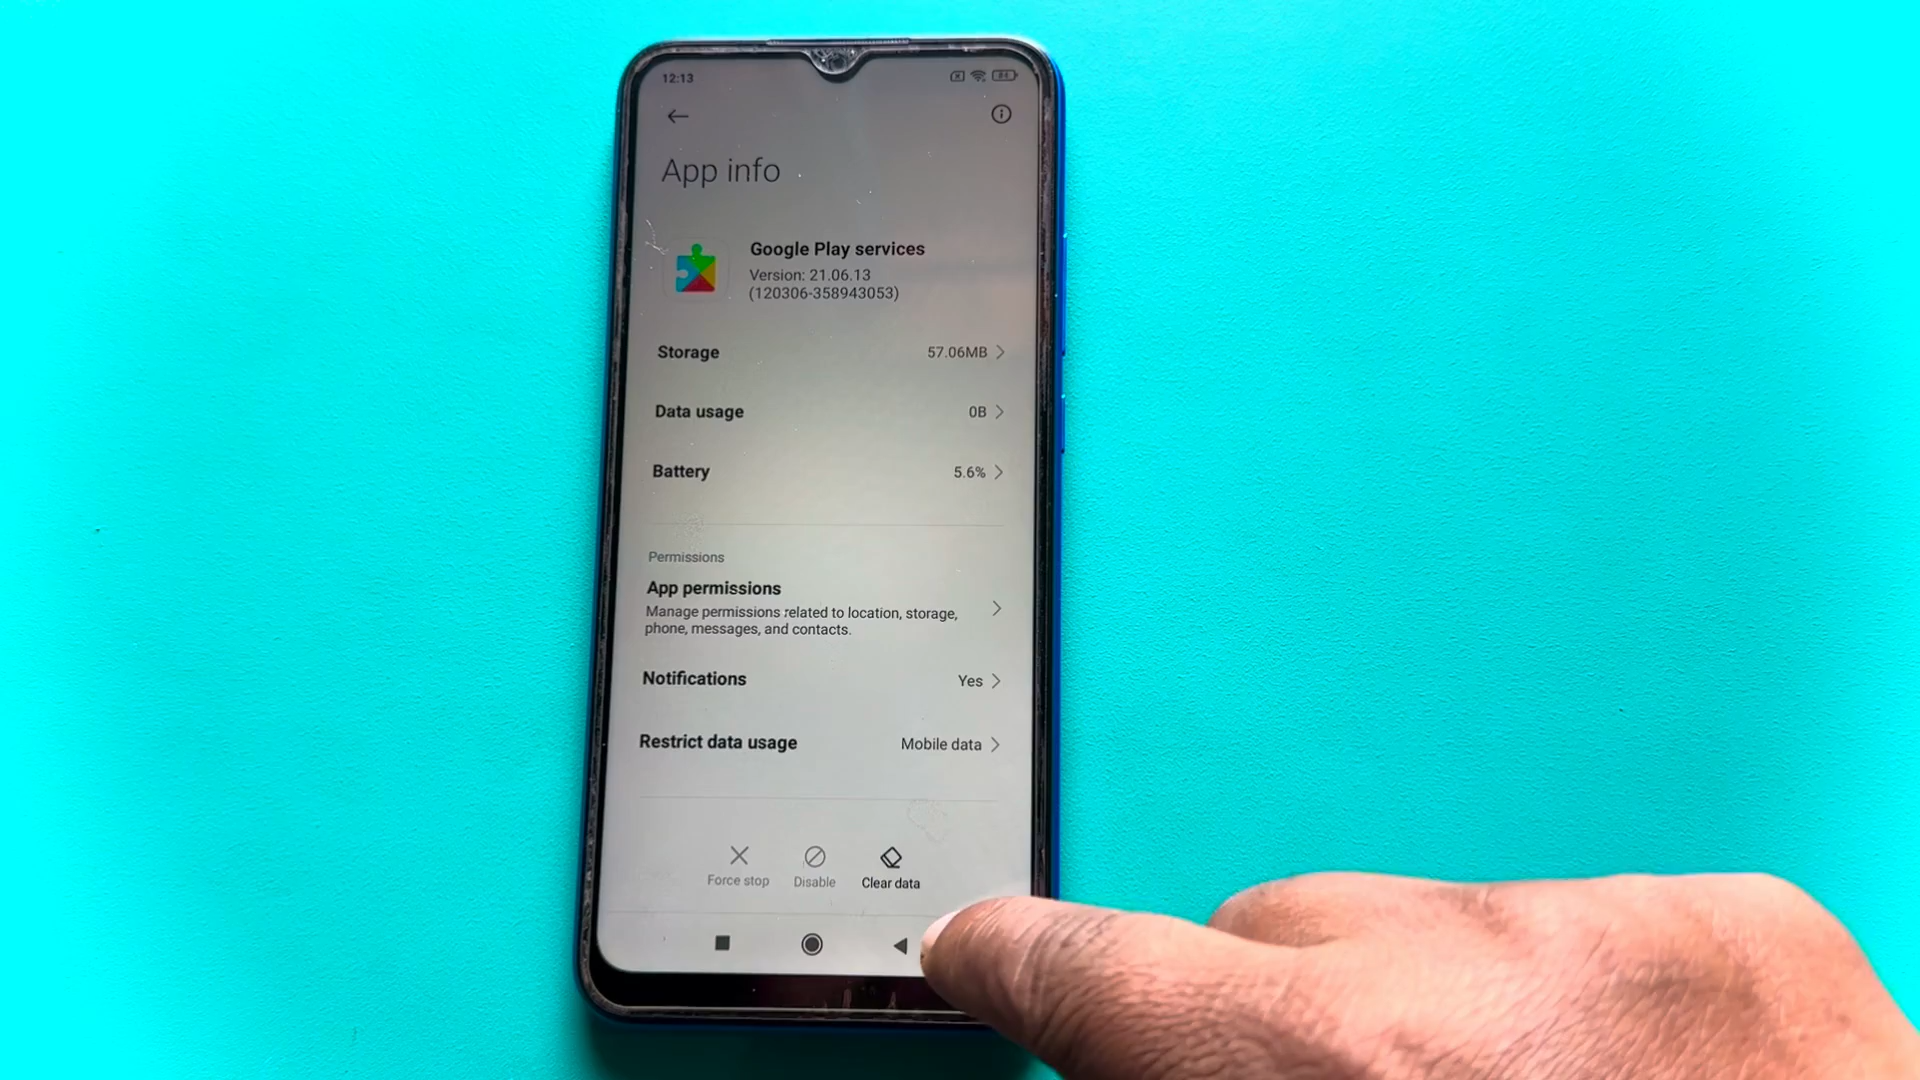 12:13
App info
Google Play services
Version: 21.06.13
(120306-358943053)
Storage
57.06MB
Data usage
0B
Battery
5.6%
Permissions
App permissions
Manage permissions related to location, storage,
phone, messages, and contacts.
Notifications
Yes
Restrict data usage
Mobile data
Force stop
Disable
Clear data